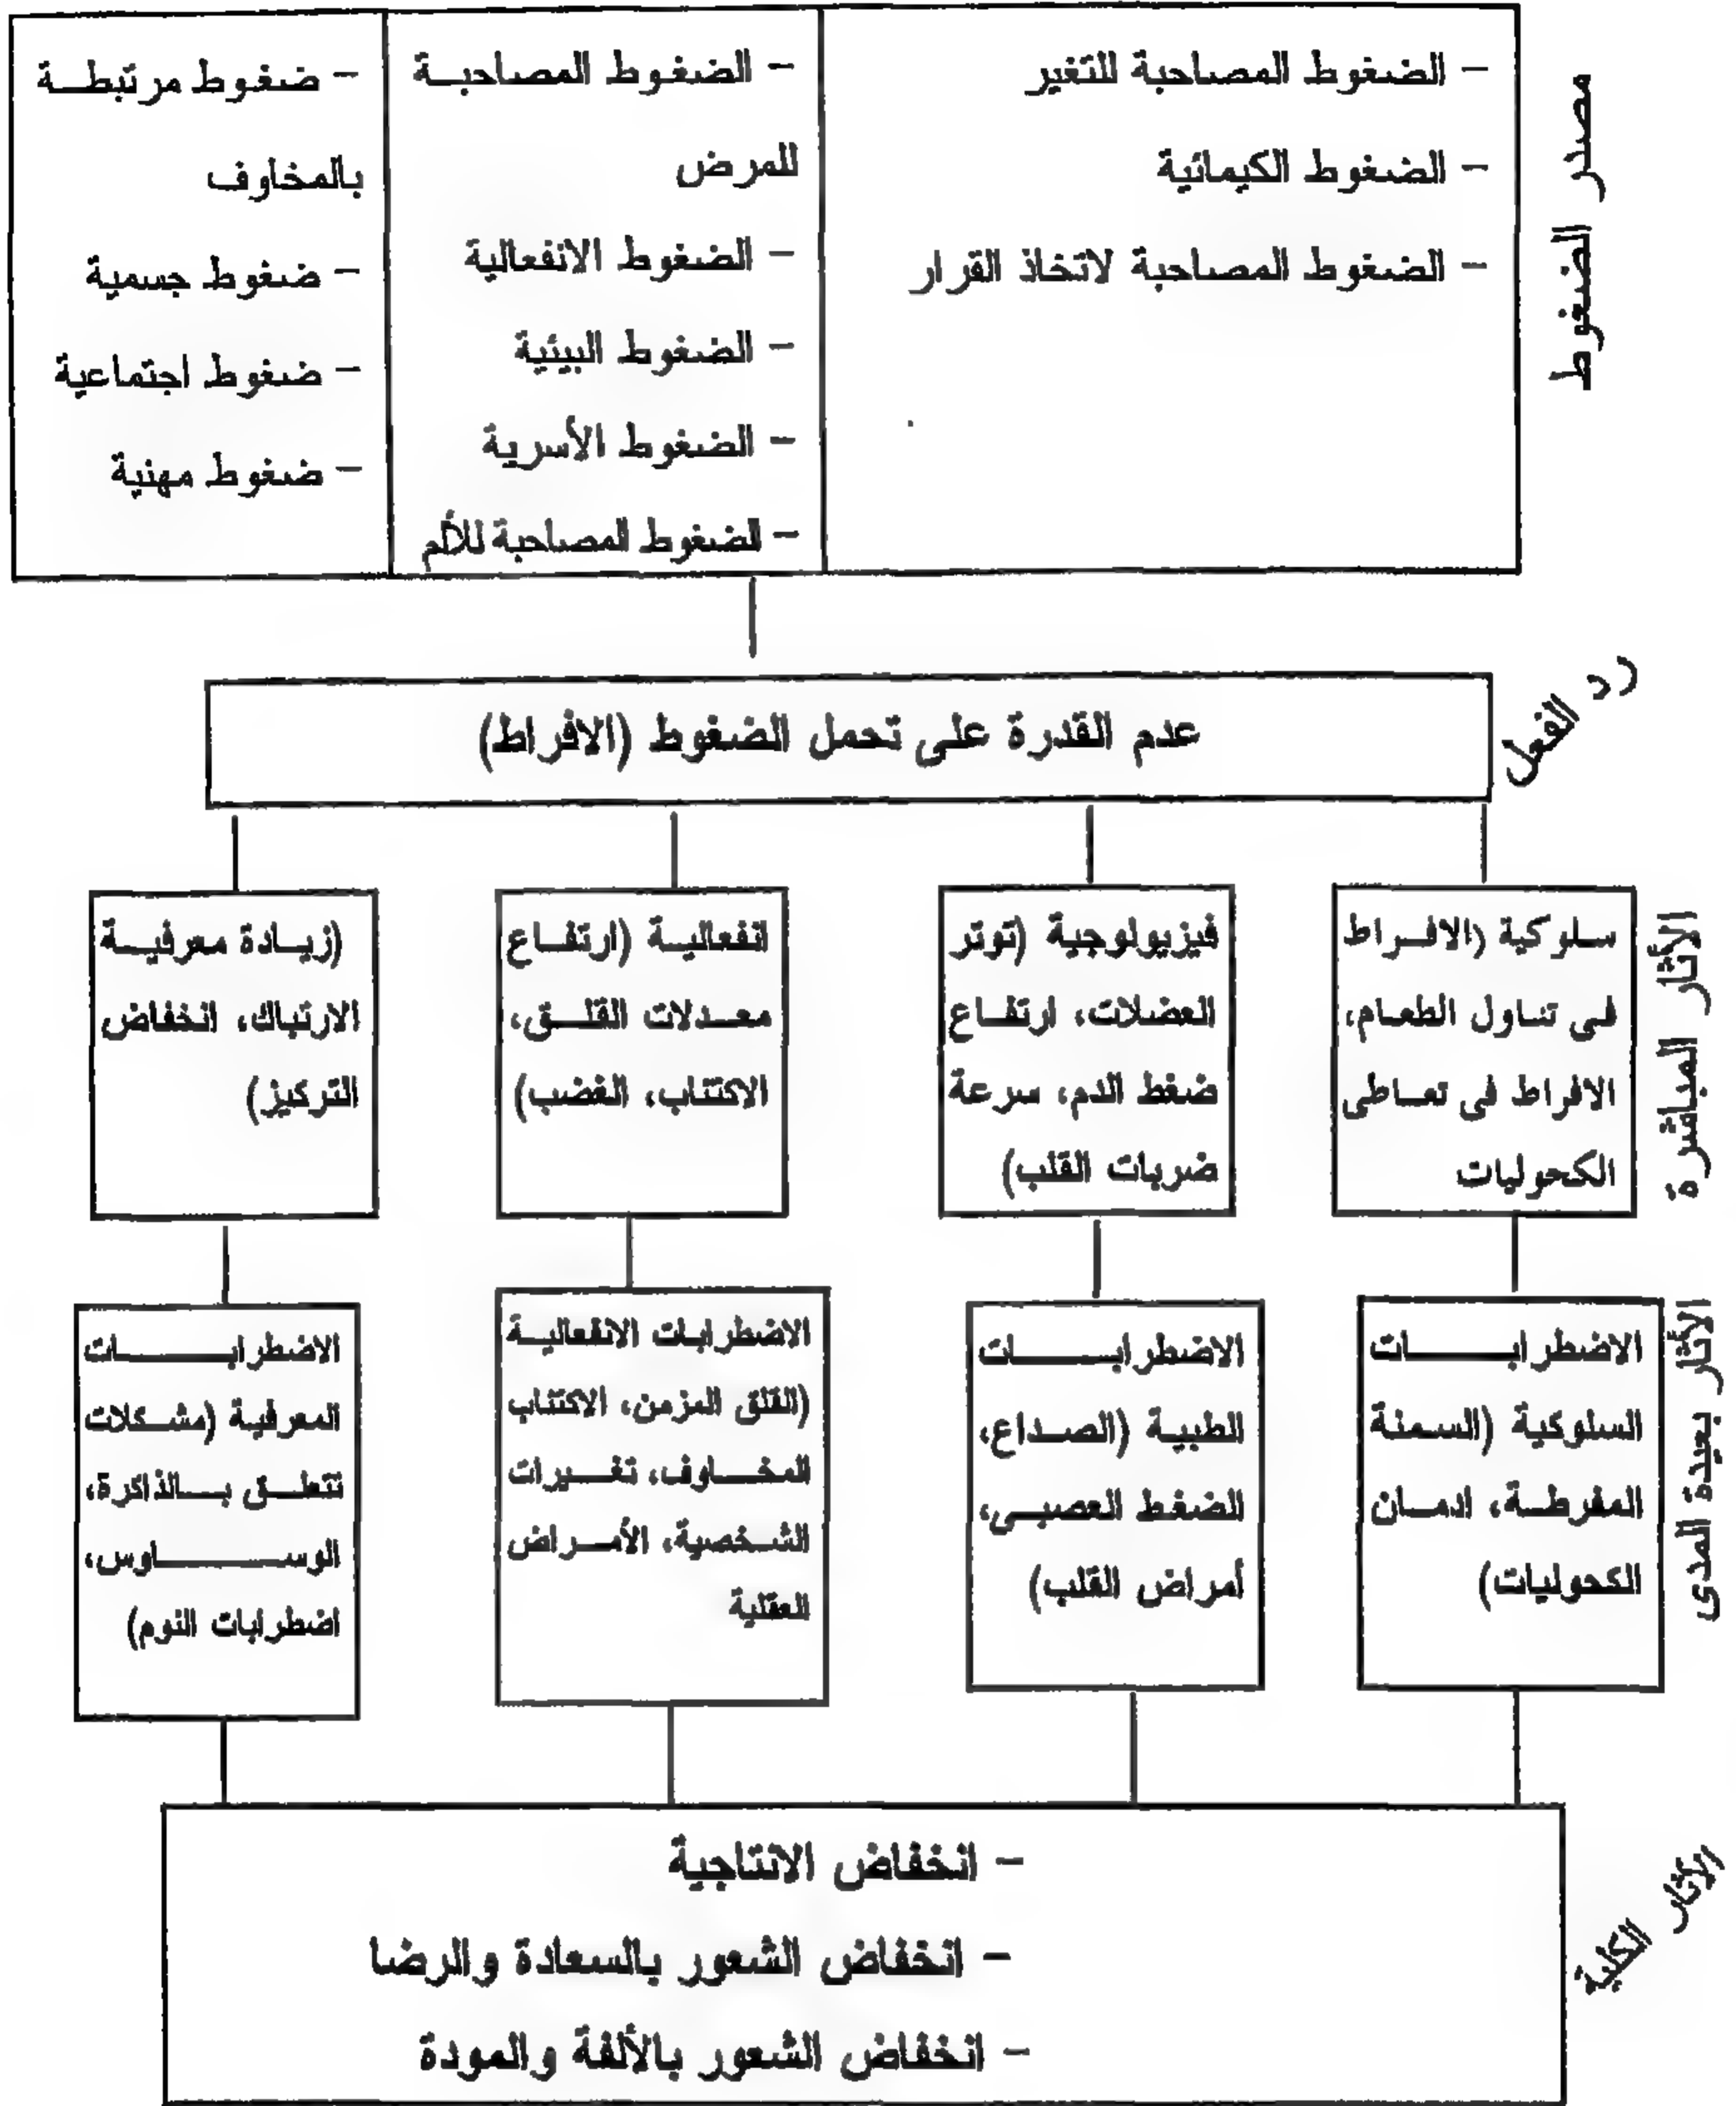 مصدر الضغوط
- الضغوط المصاحبة للتغير
- الضغوط الكيمائية
- الضغوط المصاحبة لاتخاذ القرار
- الضغوط المصاحبة
للمرض
- الضغوط الانفعالية
- الضغوط البيئية
- الضغوط الأسرية
- الضغوط المصاحبة للألم
- ضغوط مرتبطة
بالمخاوف
- ضغوط جسمية
- ضغوط اجتماعية
- ضغوط مهنية
رد الفعل
عدم القدرة على تحمل الضغوط (الافراط)
الأثار المباشرة
سلوكية (الافراط
فى تناول الطعام،
الافراط فى تعاطى
الكحوليات
فيزيولوجية (توتر
العضلات، ارتفاع
ضغط الدم، سرعة
ضربات القلب)
انفعالية (ارتفاع
معدلات القلق،
الاكتئاب، الغضب)
(زيادة معرفية
الارتباك، انخفاض
التركيز)
الأثار بعيدة المدى
الاضطرابات
السلوكية (السمنة
المفرطة، ادمان
الكحوليات)
الاضطرابات
الطبية (الصداع،
الضغط العصبى،
أمراض القلب)
الاضطرابات الانفعالية
(القلق المزمن، الاكتئاب
المخاوف، تغيرات
الشخصية، الأمراض
العقلية
الاضطرابات
المعرفية (مشكلات
تتعلق بالذاكرة،
الوساوس،
اضطرابات النوم)
الأثار الكلية
- انخفاض الانتاجية
- انخفاض الشعور بالسعادة والرضا
- انخفاض الشعور بالألفة والمودة